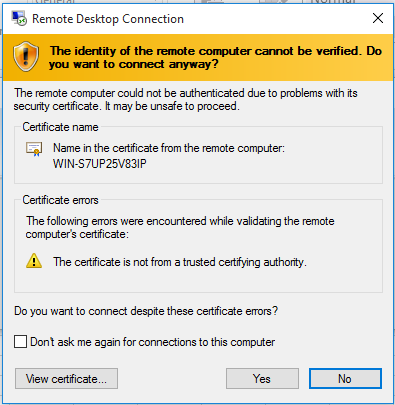 Remote Desktop Connection
The identity of the remote computer cannot be verified. Do
you want to connect anyway?
The remote computer could not be authenticated due to problems with its
security certificate. It may be unsafe to proceed.
Certificate name
Name in the certificate from the remote computer:
WIN-S7UP25V83IP
Certificate errors
The following errors were encountered while validating the remote
computer's certificate:
The certificate is not from a trusted certifying authority.
Do you want to connect despite these certificate errors?
Don't ask me again for connections to this computer
View certificate...
Yes
No